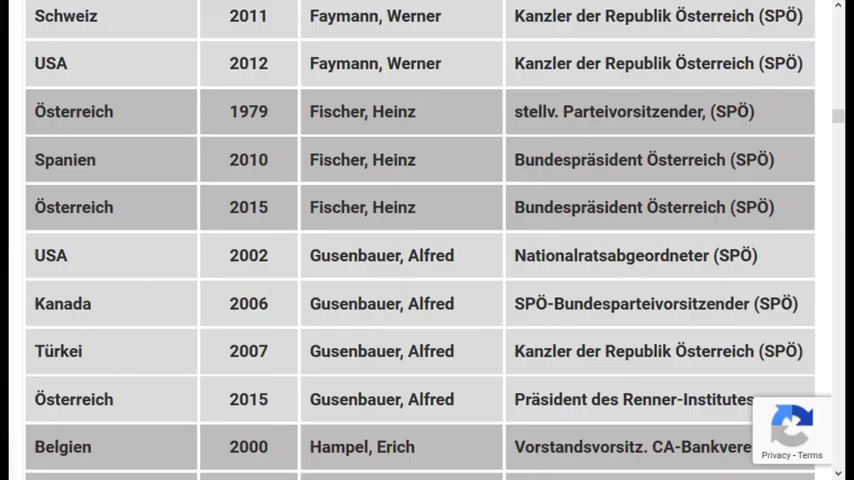 Schweiz 2011 Faymann, Werner Kanzler der Republik Österreich (SPÖ)
USA 2012 Faymann, Werner Kanzler der Republik Österreich (SPÖ)
Österreich 1979 Fischer, Heinz stellv. Parteivorsitzender, (SPÖ)
Spanien 2010 Fischer, Heinz Bundespräsident Österreich (SPÖ)
Österreich 2015 Fischer, Heinz Bundespräsident Österreich (SPÖ)
USA 2002 Gusenbauer, Alfred Nationalratsabgeordneter (SPÖ)
Kanada 2006 Gusenbauer, Alfred SPÖ-Bundesparteivorsitzender (SPÖ)
Türkei 2007 Gusenbauer, Alfred Kanzler der Republik Österreich (SPÖ)
Österreich 2015 Gusenbauer, Alfred Präsident des Renner-Institutes
Belgien 2000 Hampel, Erich Vorstandsvorsitz. CA-Bankvere
Privacy - Terms